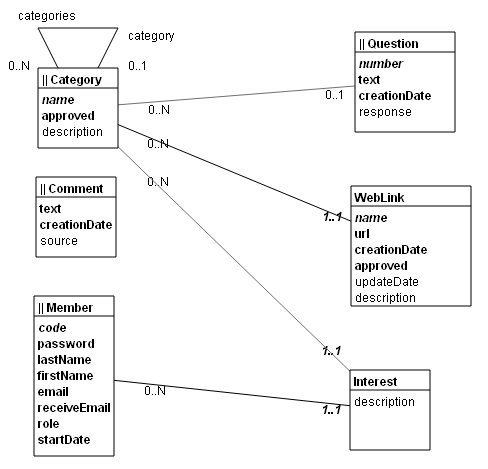 categories
category
0..N
0..1
|| Category
name
approved
description
|| Question
number
text
creationDate
response
0..N
0..1
0..N
0..N
|| Comment
text
creationDate
source
WebLink
name
url
creationDate
approved
updateDate
description
1..1
|| Member
code
password
lastName
firstName
email
receiveEmail
role
startDate
1..1
Interest
description
0..N
1..1